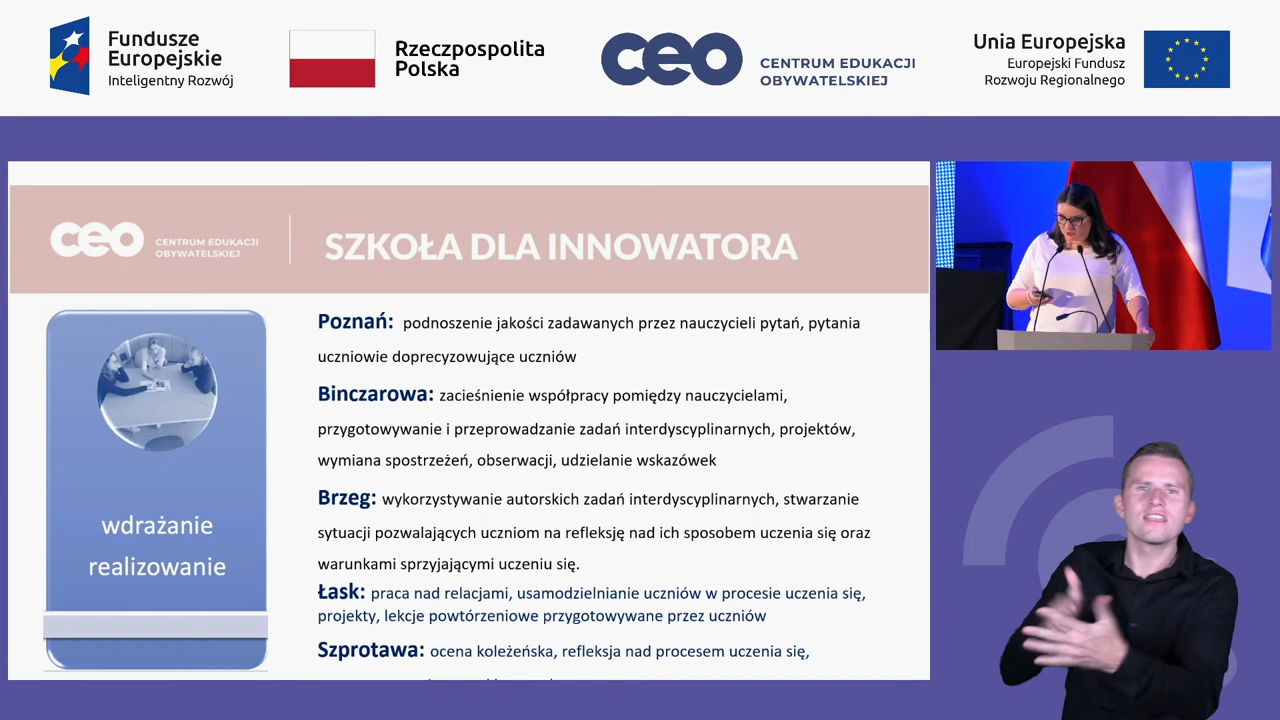 Fundusze
Europejskie
Inteligentny Rozwój
Rzeczpospolita
Polska
ceo
CENTRUM EDUKACJI
OBYWATELSKIEJ
Unia Europejska
Europejski Fundusz
Rozwoju Regionalnego
ceo
CENTRUM EDUKACJI
OBYWATELSKIEJ
SZKOŁA DLA INNOWATORA
wdrażanie
realizowanie
Poznań: podnoszenie jakości zadawanych przez nauczycieli pytań, pytania
uczniowie doprecyzowujące uczniów
Binczarowa: zacieśnienie współpracy pomiędzy nauczycielami,
przygotowywanie i przeprowadzanie zadań interdyscyplinarnych, projektów,
wymiana spostrzeżeń, obserwacji, udzielanie wskazówek
Brzeg: wykorzystywanie autorskich zadań interdyscyplinarnych, stwarzanie
sytuacji pozwalających uczniom na refleksję nad ich sposobem uczenia się oraz
warunkami sprzyjającymi uczeniu się.
Łask: praca nad relacjami, usamodzielnianie uczniów w procesie uczenia się,
projekty, lekcje powtórzeniowe przygotowywane przez uczniów
Szprotawa: ocena koleżeńska, refleksja nad procesem uczenia się,